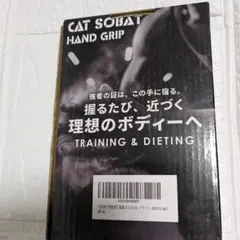 CAT SOBAT
HAND GRIP
強者の証は、この手に宿る。
握るたび、近づく
理想のボディーへ
TRAINING & DIETING